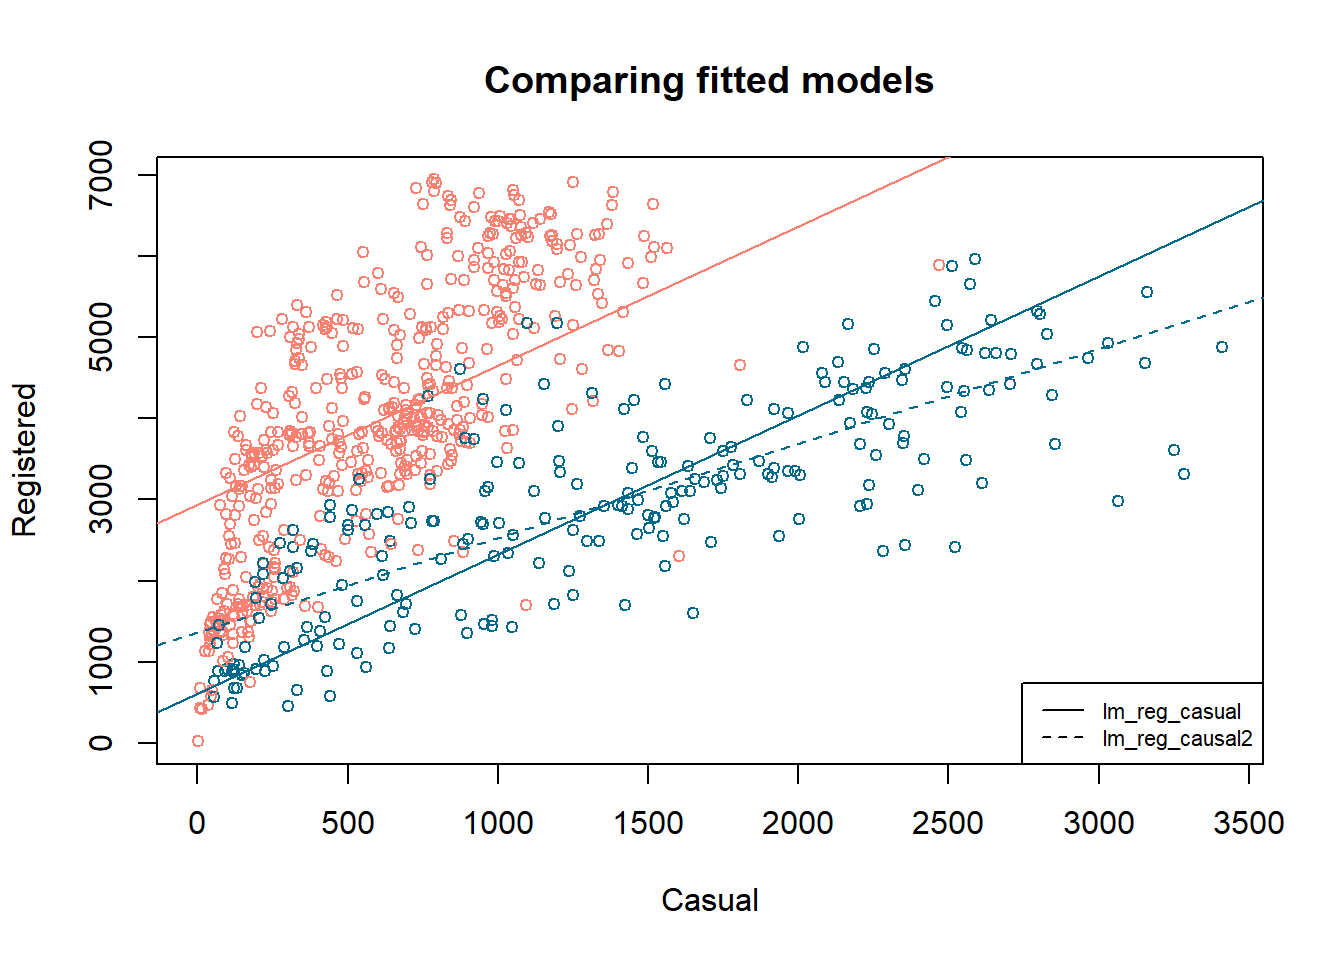 Comparing fitted models
Registered
7000
5000
3000
1000
0
0 500 1000 1500 2000 2500 3000 3500
Casual
lm_reg_casual
lm_reg_causal2